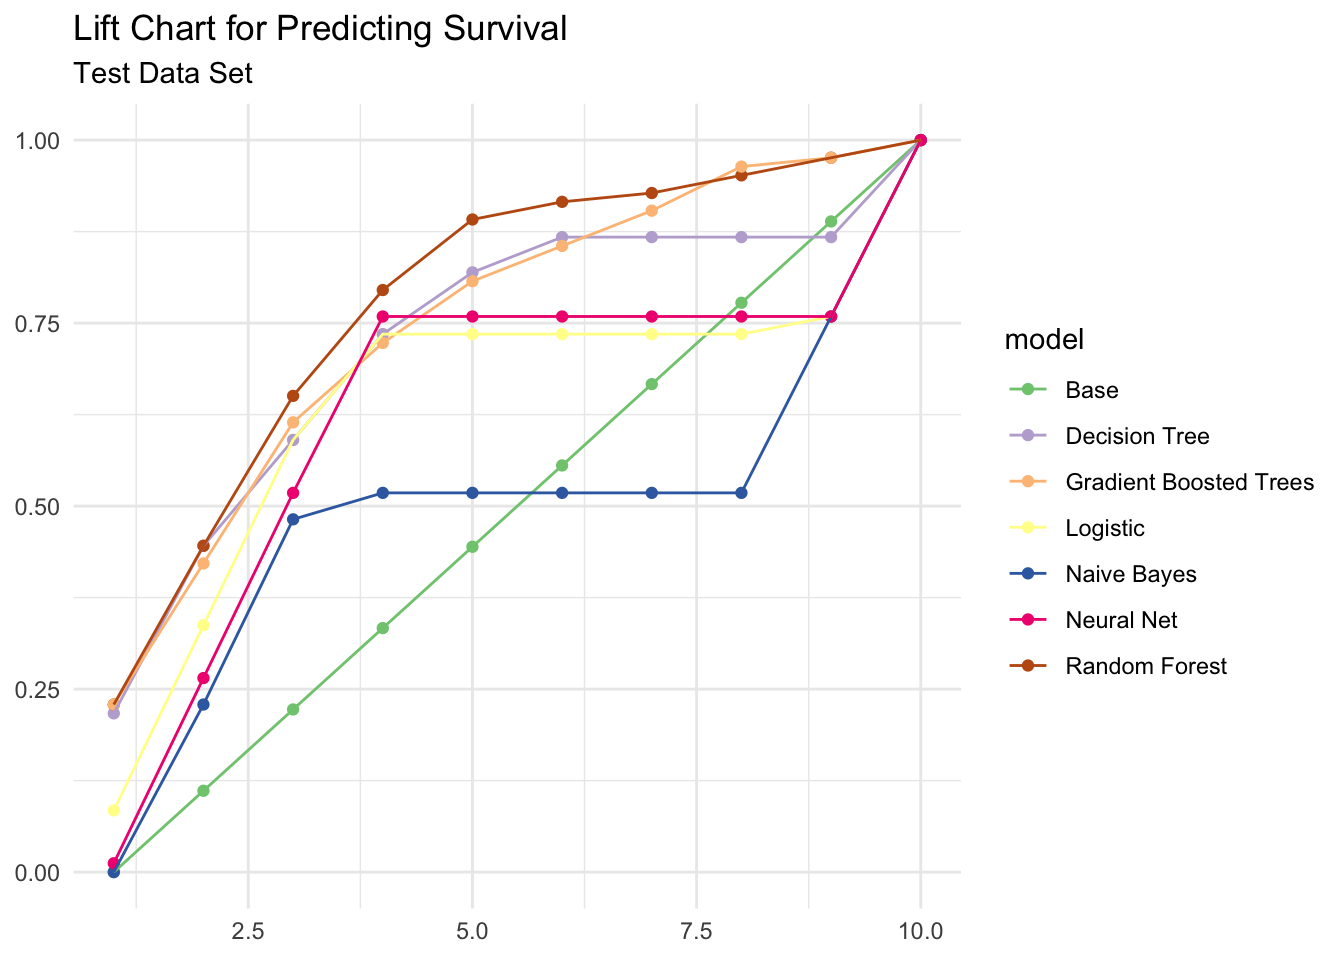 Lift Chart for Predicting Survival
Test Data Set
1.00
0.75
0.50
0.25
0.00
2.5
5.0
7.5
10.0
model
Base
Decision Tree
Gradient Boosted Trees
Logistic
Naive Bayes
Neural Net
Random Forest